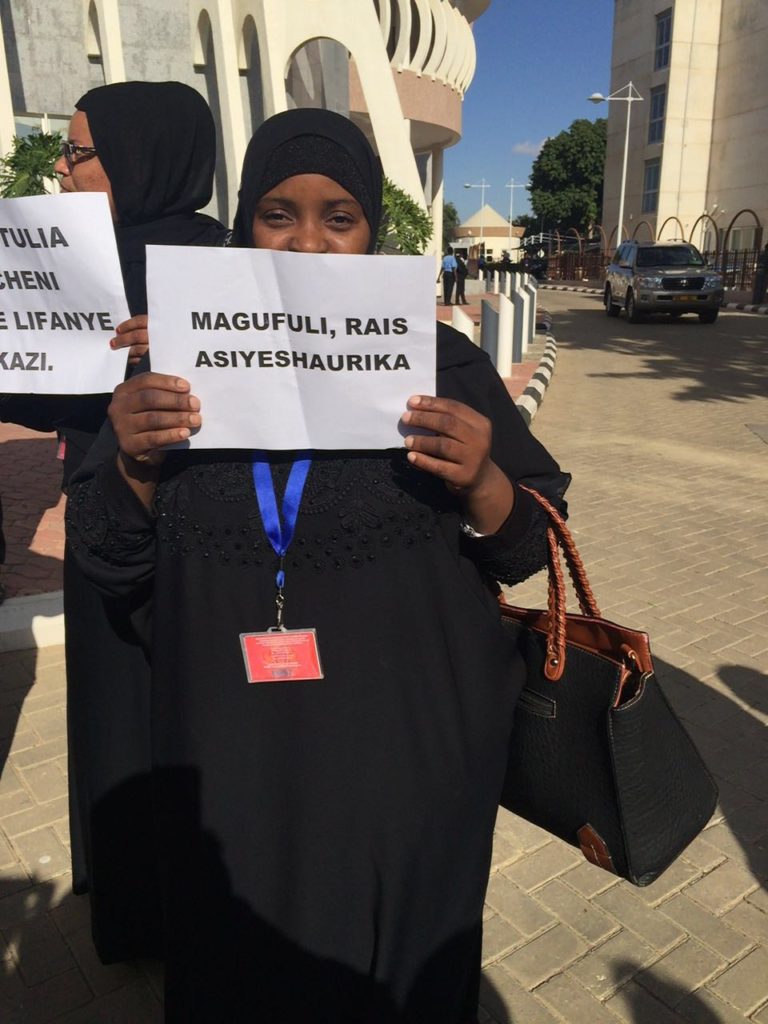 TULIA
CHENI
E LIFANYE
KAZI.
MAGUFULI, RAIS
ASIYESHAURIKA